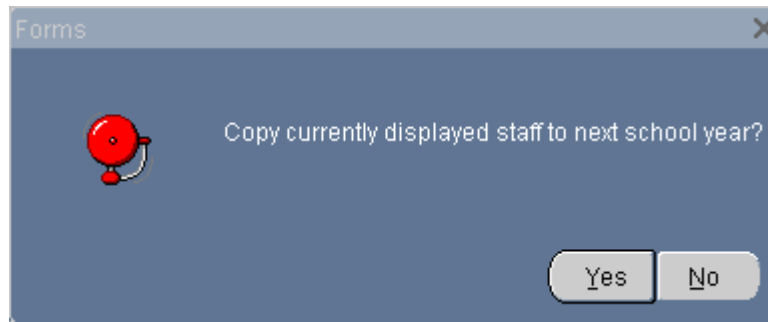 Forms
Copy currently displayed staff to next school year?
Yes No